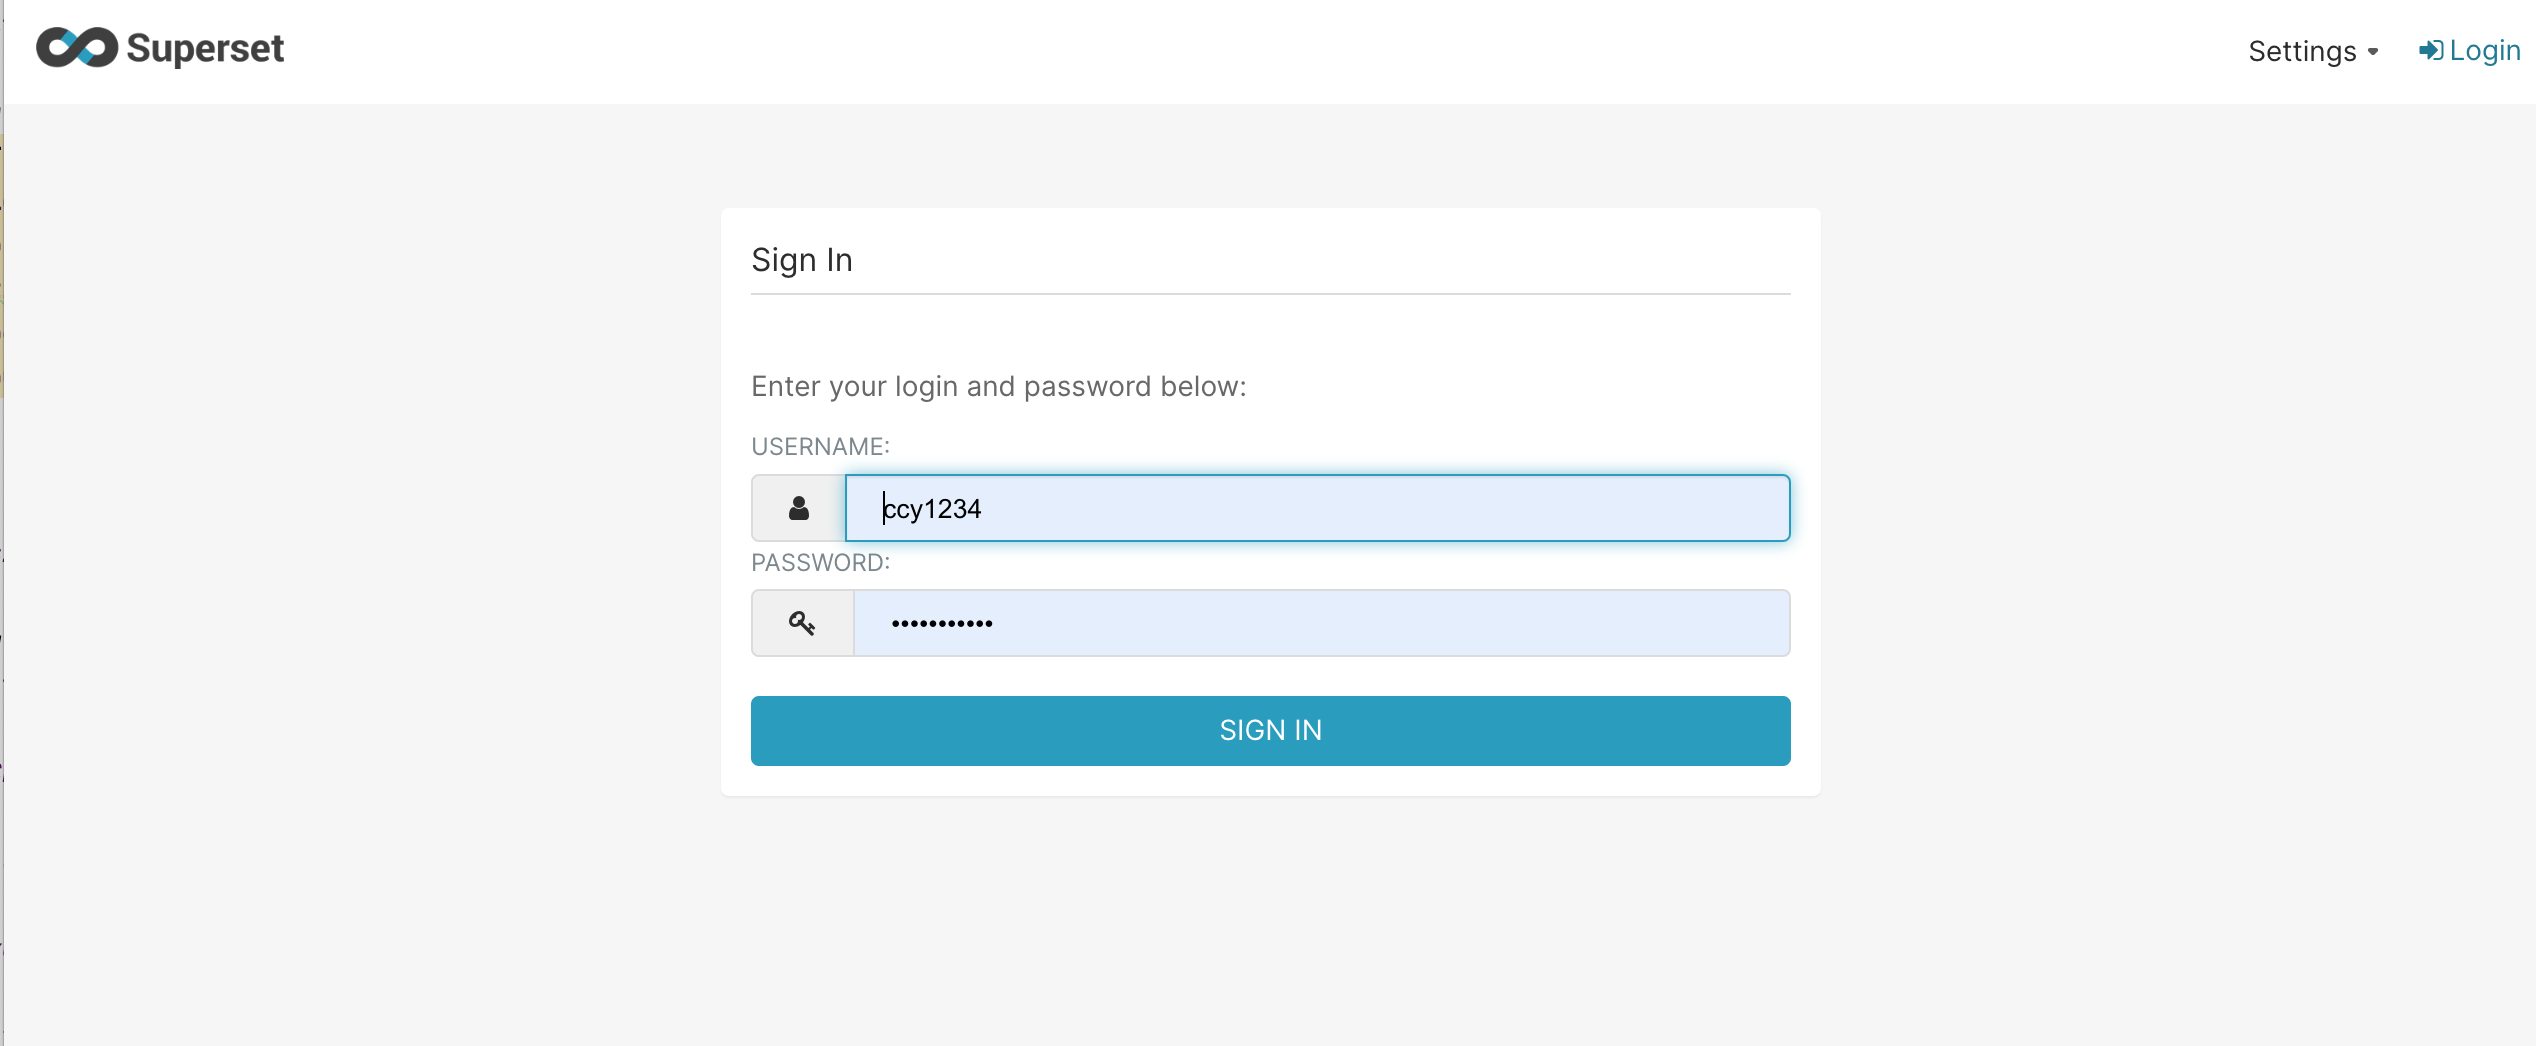 Superset
Settings
Login
Sign In
Enter your login and password below:
USERNAME:
ccy1234
PASSWORD:
•••••••••••
SIGN IN